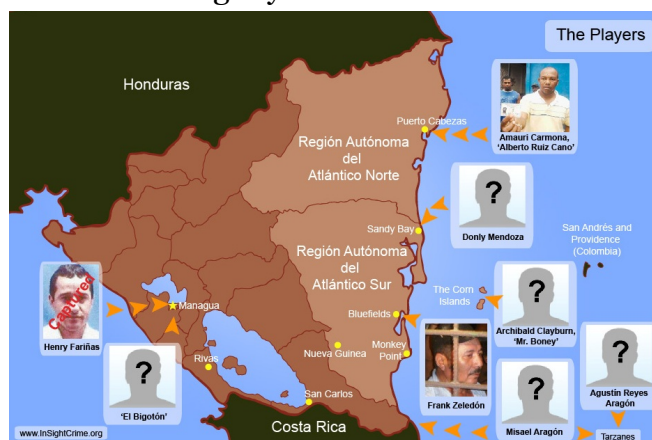 The Players
Honduras
Puerto Cabezas
Amauri Carmona,
'Alberto Ruiz Cano'
Región Autónoma
del
Atlántico Norte
?
Donly Mendoza
Sandy Bay
San Andrés and
Providence
(Colombia)
Región Autónoma
del
Atlántico Sur
Captured
Henry Fariñas
Managua
The Corn
Islands
?
Archibald Clayburn,
'Mr. Boney'
Bluefields
Nueva Guinea
Monkey
Point
Rivas
?
'El Bigotón'
San Carlos
Frank Zeledón
?
Misael Aragón
?
Agustín Reyes
Aragón
Costa Rica
Tarzanes
www.InSightCrime.org